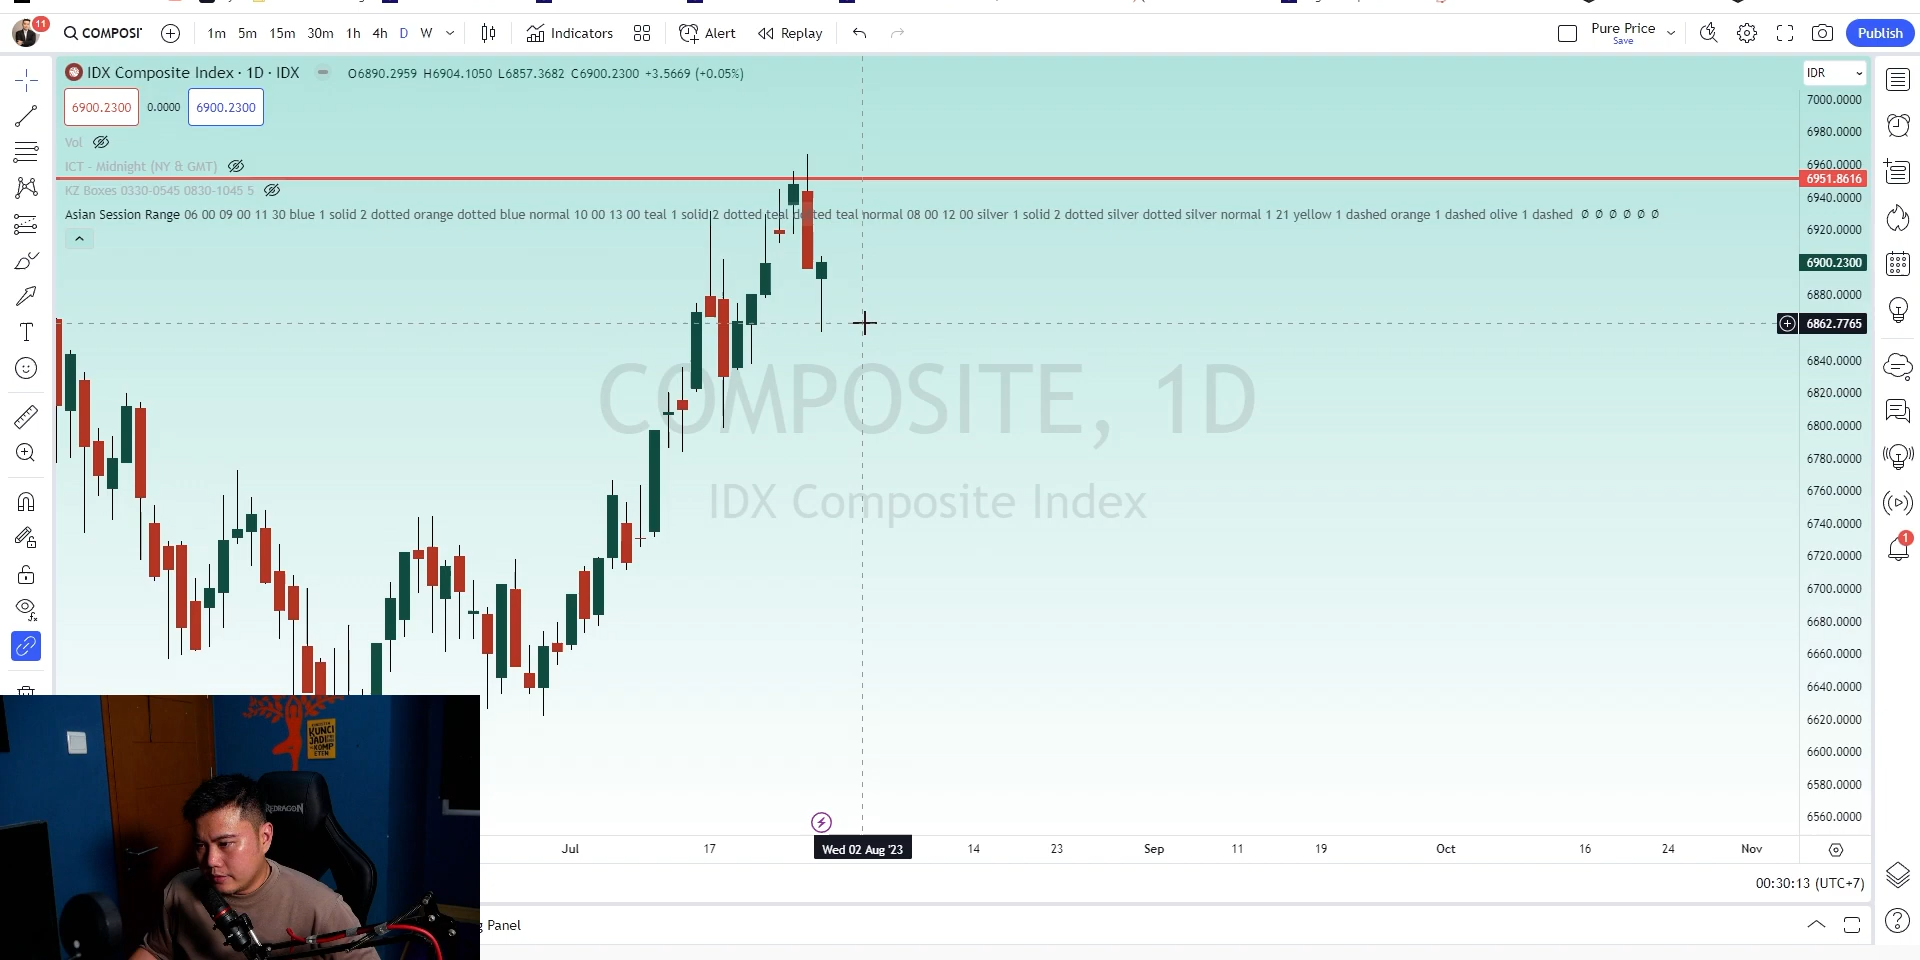 11
COMPOSI
1m 5m 15m 30m 1h 4h D W
Indicators
Alert
Replay
Pure Price
Save
Publish
IDX Composite Index · 1D · IDX
O6890.2959 H6904.1050 L6857.3682 C6900.2300 +3.5669 (+0.05%)
IDR
6900.2300 0.0000 6900.2300
Vol
ICT - Midnight (NY & GMT)
KZ Boxes 0330-0545 0830-1045 5
Asian Session Range 06 00 09 00 11 30 blue 1 solid 2 dotted orange dotted blue normal 10 00 13 00 teal 1 solid 2 dotted teal dotted teal normal 08 00 12 00 silver 1 solid 2 dotted silver dotted silver normal 1 21 yellow 1 dashed orange 1 dashed olive 1 dashed Ø Ø Ø Ø Ø Ø
7000.0000
6980.0000
6960.0000
6951.8616
6940.0000
6920.0000
6900.2300
6880.0000
6862.7765
6840.0000
6820.0000
6800.0000
6780.0000
6760.0000
6740.0000
6720.0000
6700.0000
6680.0000
6660.0000
6640.0000
6620.0000
6600.0000
6580.0000
6560.0000
COMPOSITE, 1D
IDX Composite Index
1
KUNCI
JADI
KOMP
ETEN
REDRAGON
Jul 17 Wed 02 Aug '23 14 23 Sep 11 19 Oct 16 24 Nov
00:30:13 (UTC+7)
Panel